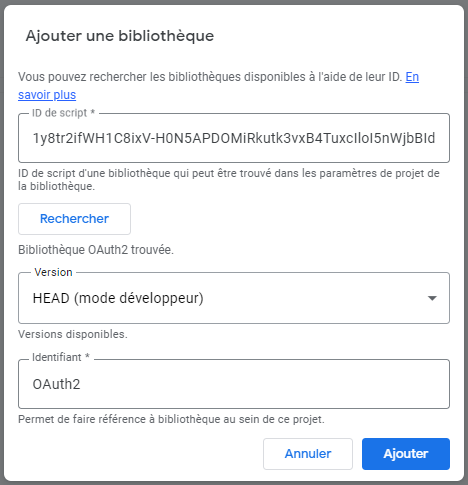 Ajouter une bibliothèque
Vous pouvez rechercher les bibliothèques disponibles à l'aide de leur ID. En
savoir plus
ID de script *
1y8tr2ifWH1C8ixV-H0N5APDOMiRkutk3vxB4TuxcIloI5nWjbBId
ID de script d'une bibliothèque qui peut être trouvé dans les paramètres de projet de
la bibliothèque.
Rechercher
Bibliothèque OAuth2 trouvée.
Version
HEAD (mode développeur)
Versions disponibles.
Identifiant *
OAuth2
Permet de faire référence à bibliothèque au sein de ce projet.
Annuler
Ajouter